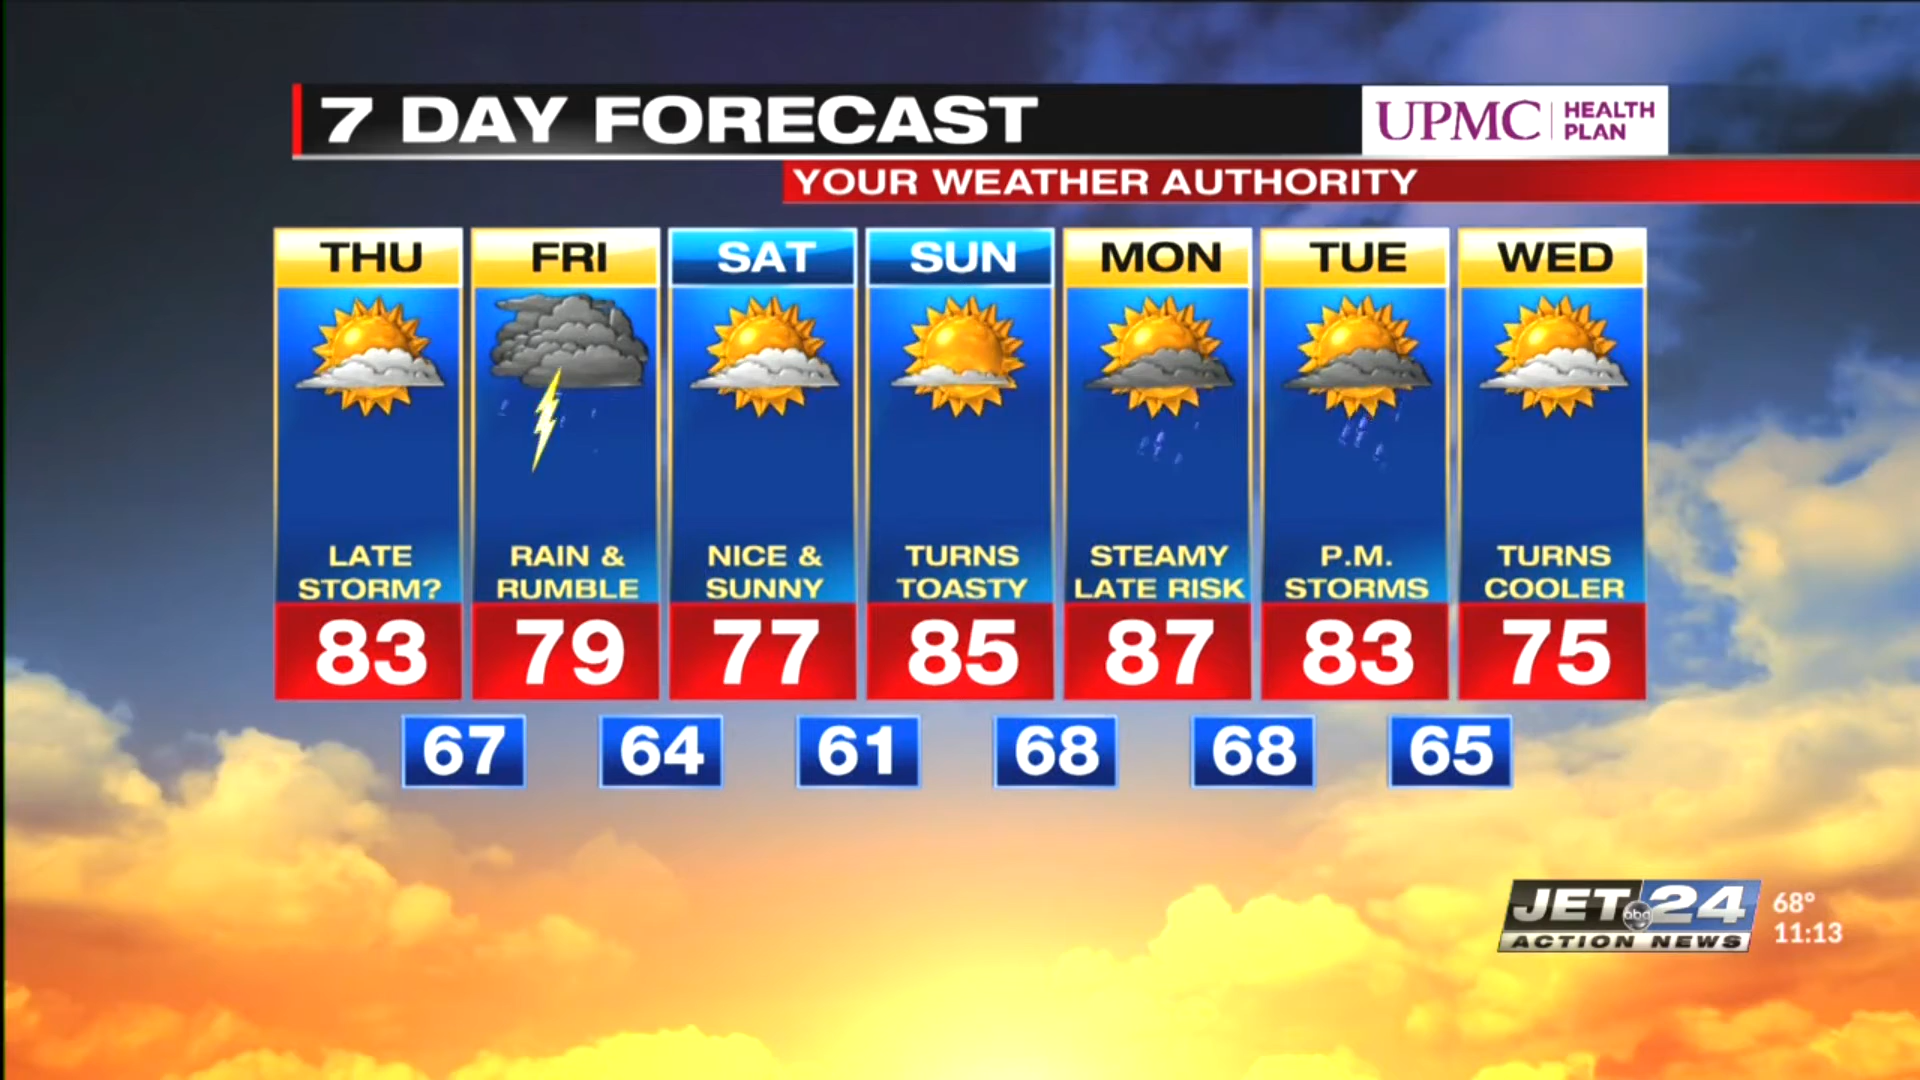 7 DAY FORECAST
UPMC HEALTH PLAN
YOUR WEATHER AUTHORITY
THU FRI SAT SUN MON TUE WED
LATE RAIN & NICE & TURNS STEAMY P.M. TURNS
STORM? RUMBLE SUNNY TOASTY LATE RISK STORMS COOLER
83 79 77 85 87 83 75
67 64 61 68 68 65
JET abc 24 68°
ACTION NEWS 11:13